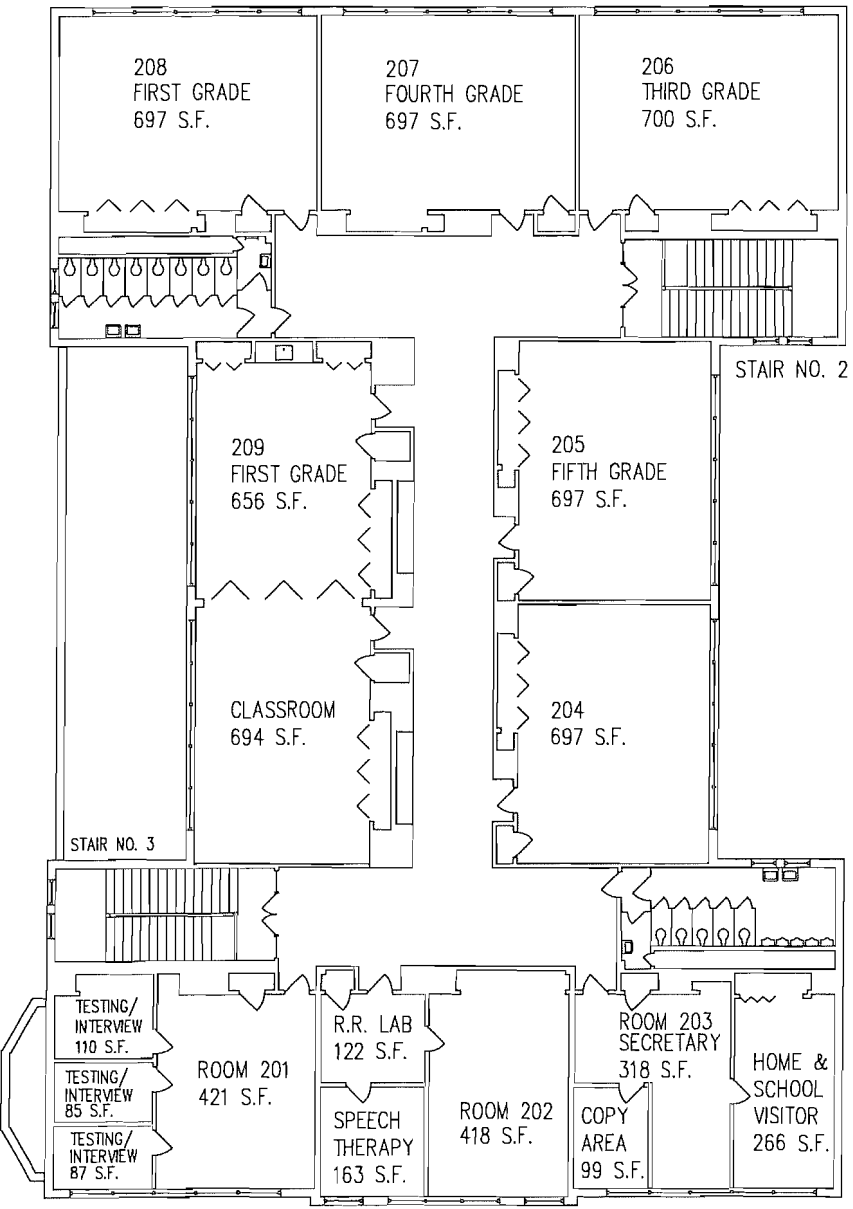 208
FIRST GRADE
697 S.F.
207
FOURTH GRADE
697 S.F.
206
THIRD GRADE
700 S.F.
STAIR NO. 2
209
FIRST GRADE
656 S.F.
205
FIFTH GRADE
697 S.F.
CLASSROOM
694 S.F.
204
697 S.F.
STAIR NO. 3
TESTING/
INTERVIEW
110 S.F.
TESTING/
INTERVIEW
85 S.F.
TESTING/
INTERVIEW
87 S.F.
ROOM 201
421 S.F.
R.R. LAB
122 S.F.
SPEECH
THERAPY
163 S.F.
ROOM 202
418 S.F.
ROOM 203
SECRETARY
318 S.F.
COPY
AREA
99 S.F.
HOME &
SCHOOL
VISITOR
266 S.F.